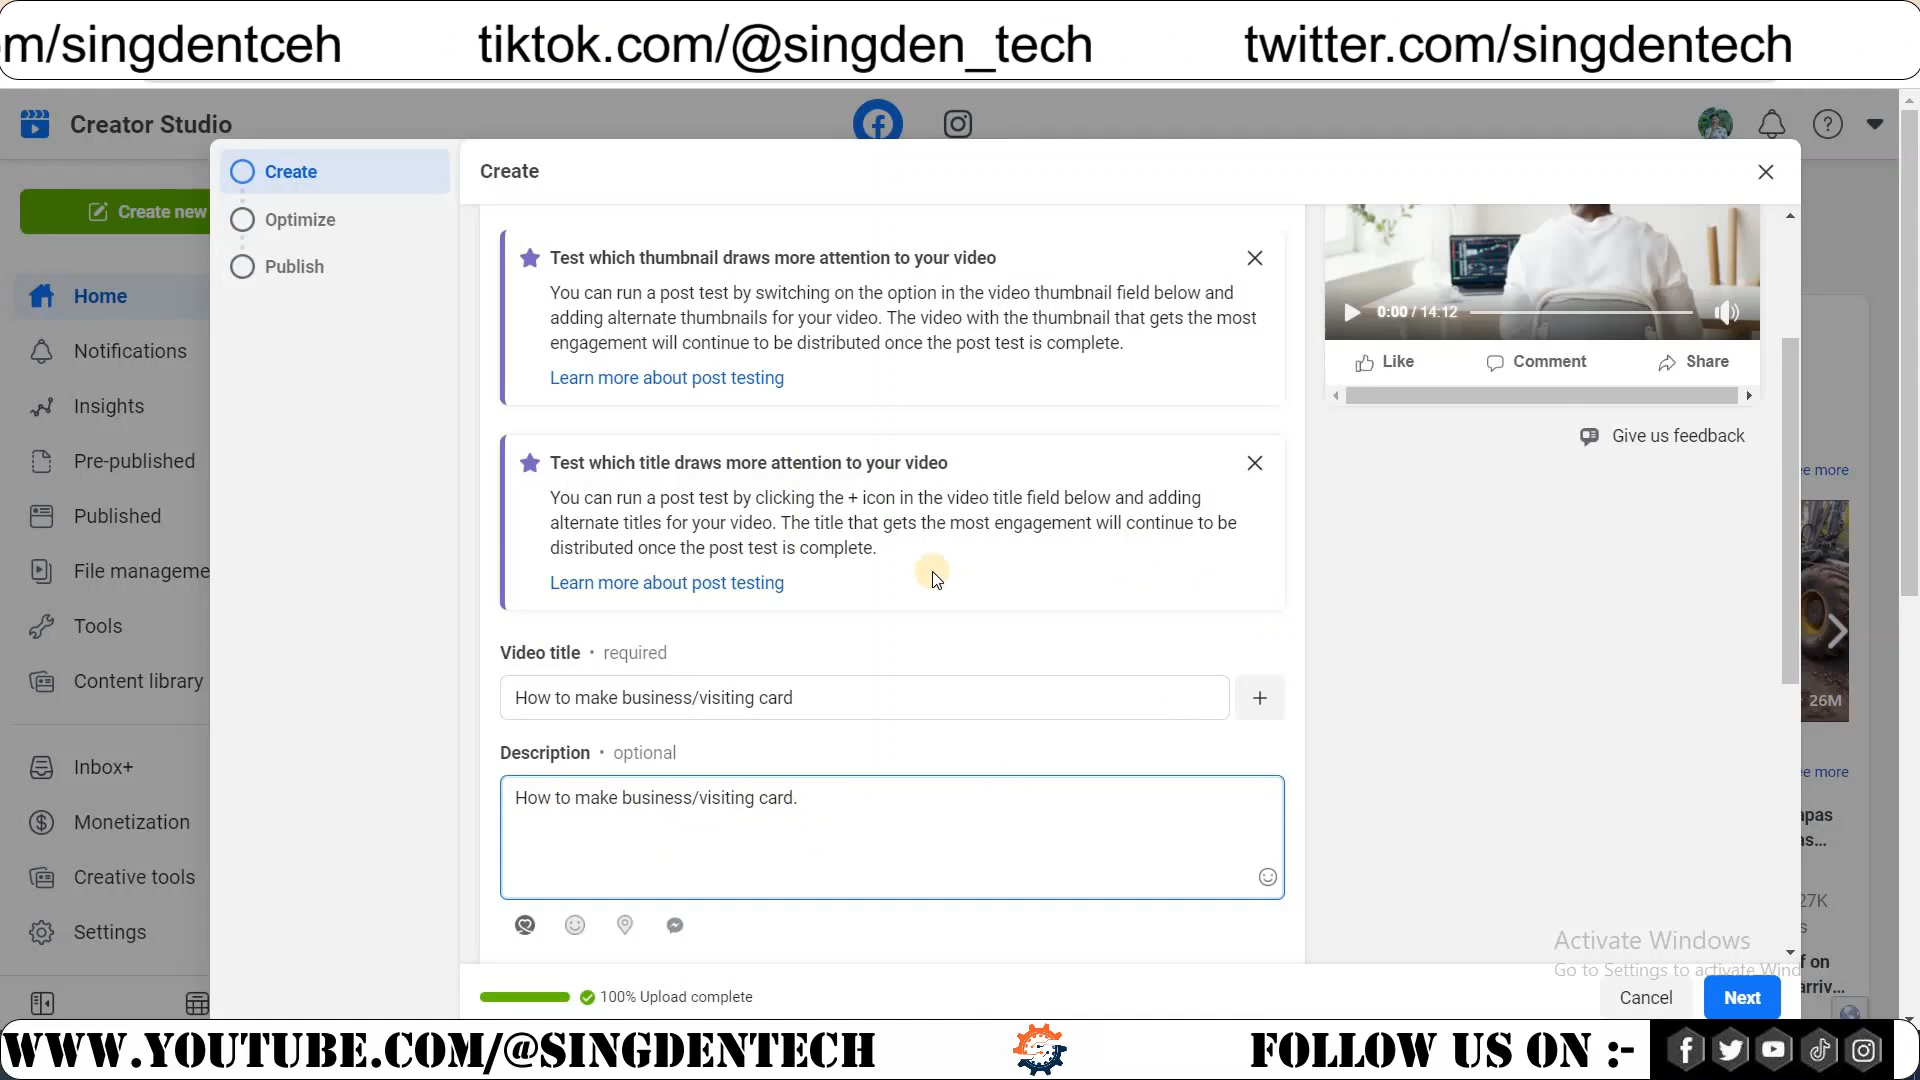 m/singdentceh tiktok.com/@singden_tech twitter.com/singdentech
Creator Studio
Create new
Home
Notifications
Insights
Pre-published
Published
File manageme
Tools
Content library
Inbox+
Monetization
Creative tools
Settings
Create
Optimize
Publish
Create
Test which thumbnail draws more attention to your video
You can run a post test by switching on the option in the video thumbnail field below and
adding alternate thumbnails for your video. The video with the thumbnail that gets the most
engagement will continue to be distributed once the post test is complete.
Learn more about post testing
Test which title draws more attention to your video
You can run a post test by clicking the + icon in the video title field below and adding
alternate titles for your video. The title that gets the most engagement will continue to be
distributed once the post test is complete.
Learn more about post testing
Video title • required
How to make business/visiting card
Description • optional
How to make business/visiting card.
100% Upload complete
0:00 / 14:12
Like Comment Share
Give us feedback
ee more
26M
ee more
apas
as...
27K
s
f on
arriv...
Activate Windows
Go to Settings to activate Wind
Cancel Next
WWW.YOUTUBE.COM/@SINGDENTECH FOLLOW US ON :-